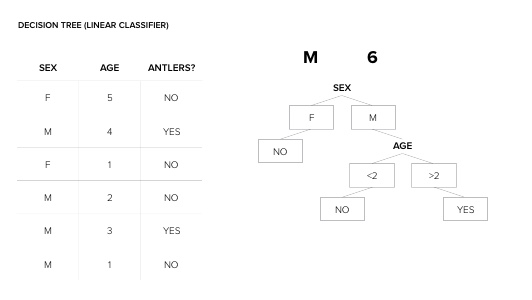 DECISION TREE (LINEAR CLASSIFIER)
SEX AGE ANTLERS?
F 5 NO
M 4 YES
F 1 NO
M 2 NO
M 3 YES
M 1 NO
M 6
SEX
F M
NO
AGE
<2 >2
NO YES